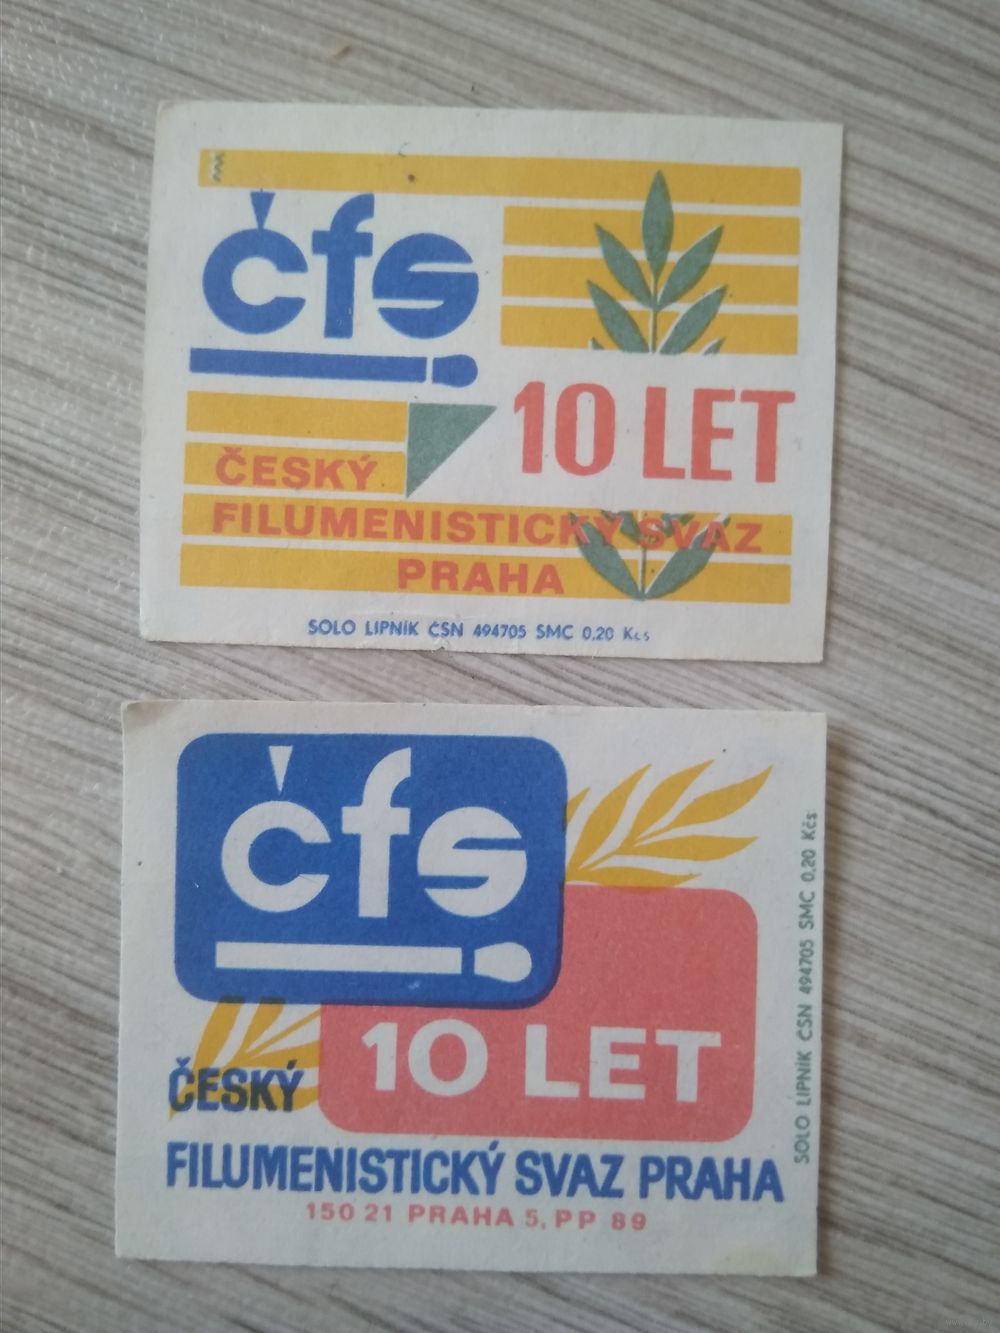 čfs
10 LET
ČESKÝ
FILUMENISTICKÝ SVAZ
PRAHA
SOLO LIPNÍK ČSN 494705 SMC 0,20 Kčs
čfs
10 LET
ČESKÝ
FILUMENISTICKÝ SVAZ PRAHA
150 21 PRAHA 5, PP 89
SOLO LIPNÍK ČSN 494705 SMC 0,20 Kčs